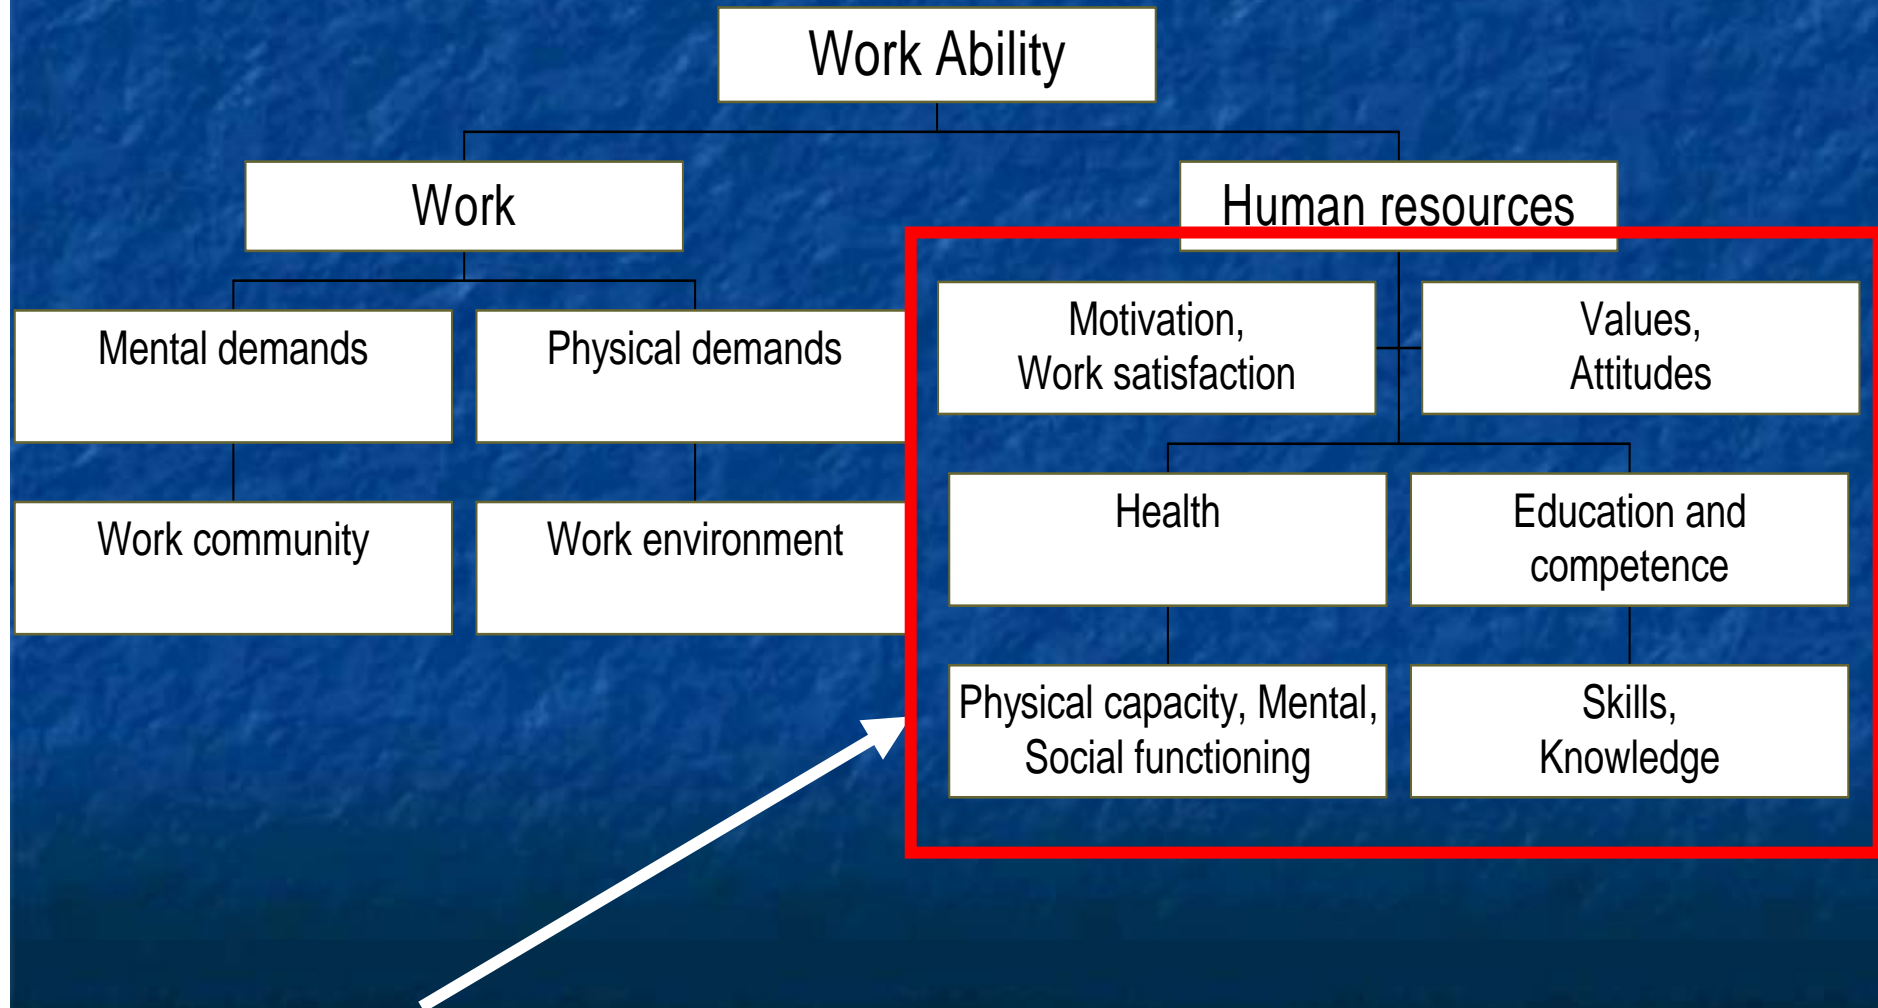 Work Ability
Work
Human resources
Mental demands
Physical demands
Work community
Work environment
Motivation,
Work satisfaction
Values,
Attitudes
Health
Education and
competence
Physical capacity, Mental,
Social functioning
Skills,
Knowledge